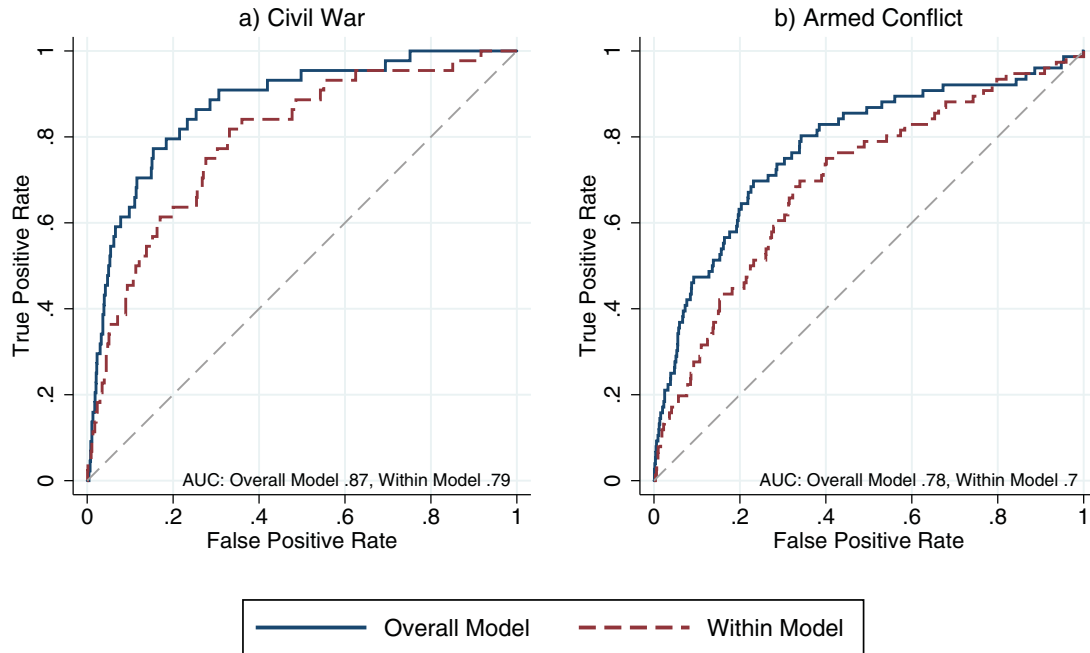 a) Civil War
True Positive Rate
0 .2 .4 .6 .8 1
AUC: Overall Model .87, Within Model .79
0 .2 .4 .6 .8 1
False Positive Rate
b) Armed Conflict
True Positive Rate
0 .2 .4 .6 .8 1
AUC: Overall Model .78, Within Model .7
0 .2 .4 .6 .8 1
False Positive Rate
Overall Model Within Model